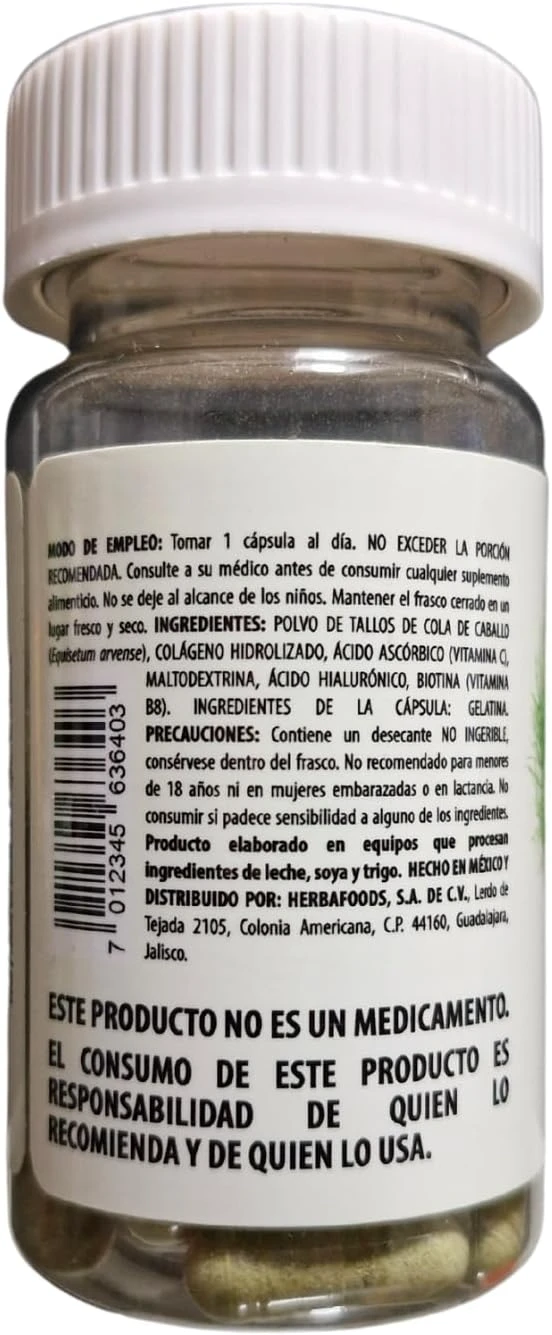 MODO DE EMPLEO: Tomar 1 cápsula al día. NO EXCEDER LA PORCIÓN
RECOMENDADA. Consulte a su médico antes de consumir cualquier suplemento
alimenticio. No se deje al alcance de los niños. Mantener el frasco cerrado en un
lugar fresco y seco. INGREDIENTES: POLVO DE TALLOS DE COLA DE CABALLO
(Equisetum arvense), COLÁGENO HIDROLIZADO, ÁCIDO ASCÓRBICO (VITAMINA C),
MALTODEXTRINA, ÁCIDO HIALURÓNICO, BIOTINA (VITAMINA
B8). INGREDIENTES DE LA CÁPSULA: GELATINA.
PRECAUCIONES: Contiene un desecante NO INGERIBLE,
consérvese dentro del frasco. No recomendado para menores
de 18 años ni en mujeres embarazadas o en lactancia. No
consumir si padece sensibilidad a alguno de los ingredientes.
Producto elaborado en equipos que procesan
ingredientes de leche, soya y trigo. HECHO EN MÉXICO Y
DISTRIBUIDO POR: HERBAFOODS, S.A. DE C.V., Lerdo de
Tejada 2105, Colonia Americana, C.P. 44160, Guadalajara,
Jalisco.
7 012345 636403
ESTE PRODUCTO NO ES UN MEDICAMENTO.
EL CONSUMO DE ESTE PRODUCTO ES
RESPONSABILIDAD DE QUIEN LO
RECOMIENDA Y DE QUIEN LO USA.